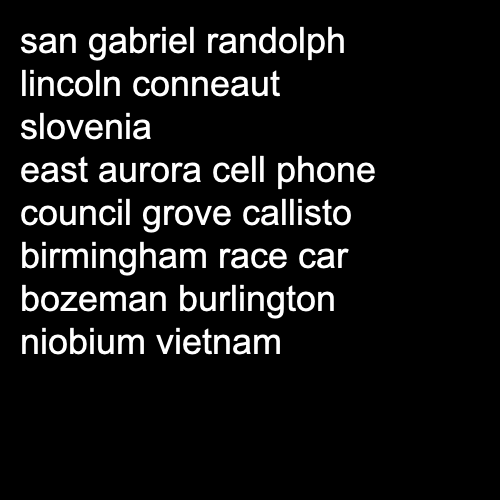 san gabriel randolph
lincoln conneaut
slovenia
east aurora cell phone
council grove callisto
birmingham race car
bozeman burlington
niobium vietnam